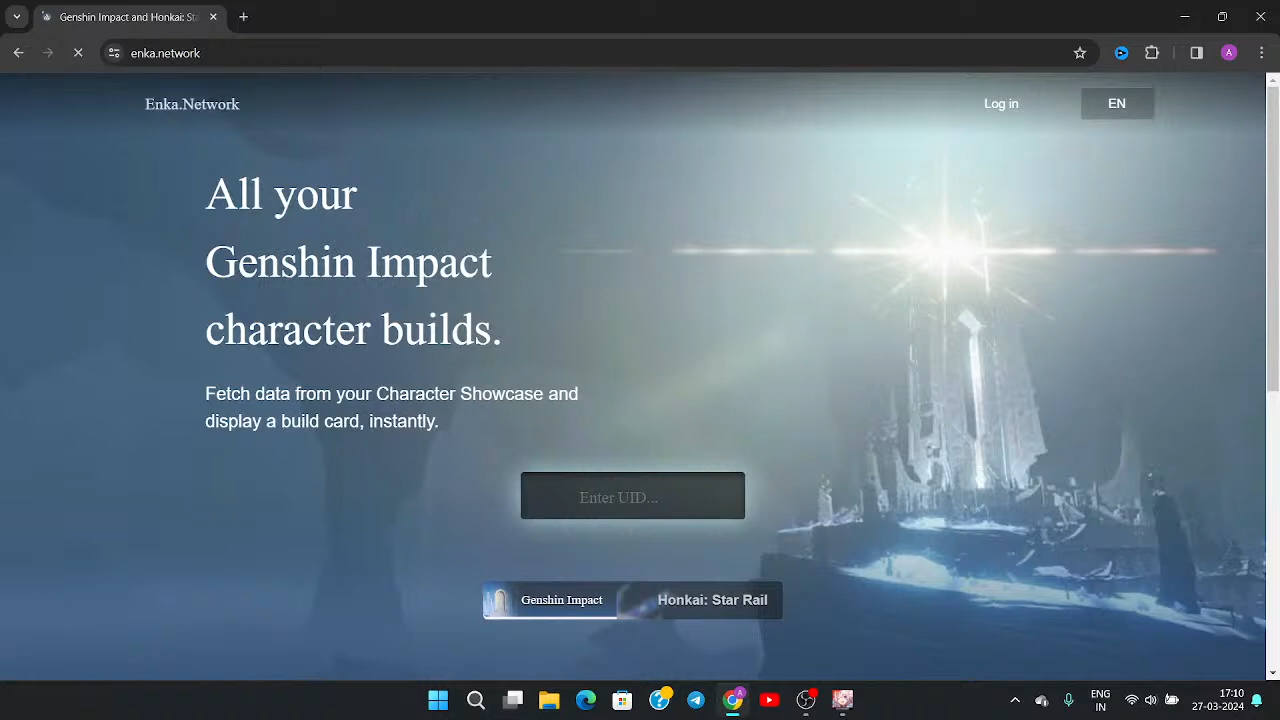 Genshin Impact and Honkai: Sta
enka.network
A
Enka.Network
Log in
EN
All your
Genshin Impact
character builds.
Fetch data from your Character Showcase and
display a build card, instantly.
Enter UID...
Genshin Impact
Honkai: Star Rail
ENG
IN
17:10
27-03-2024